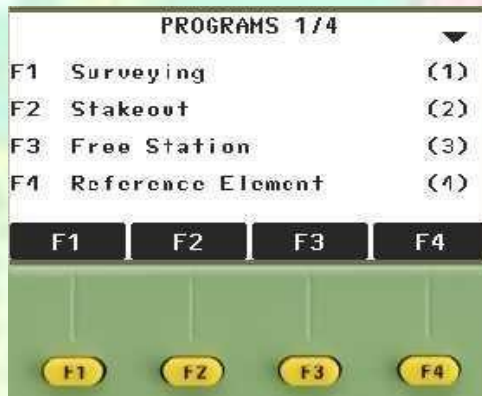 PROGRAMS 1/4
F1 Surveying (1)
F2 Stakeout (2)
F3 Free Station (3)
F4 Reference Element (4)
F1 F2 F3 F4
F1 F2 F3 F4